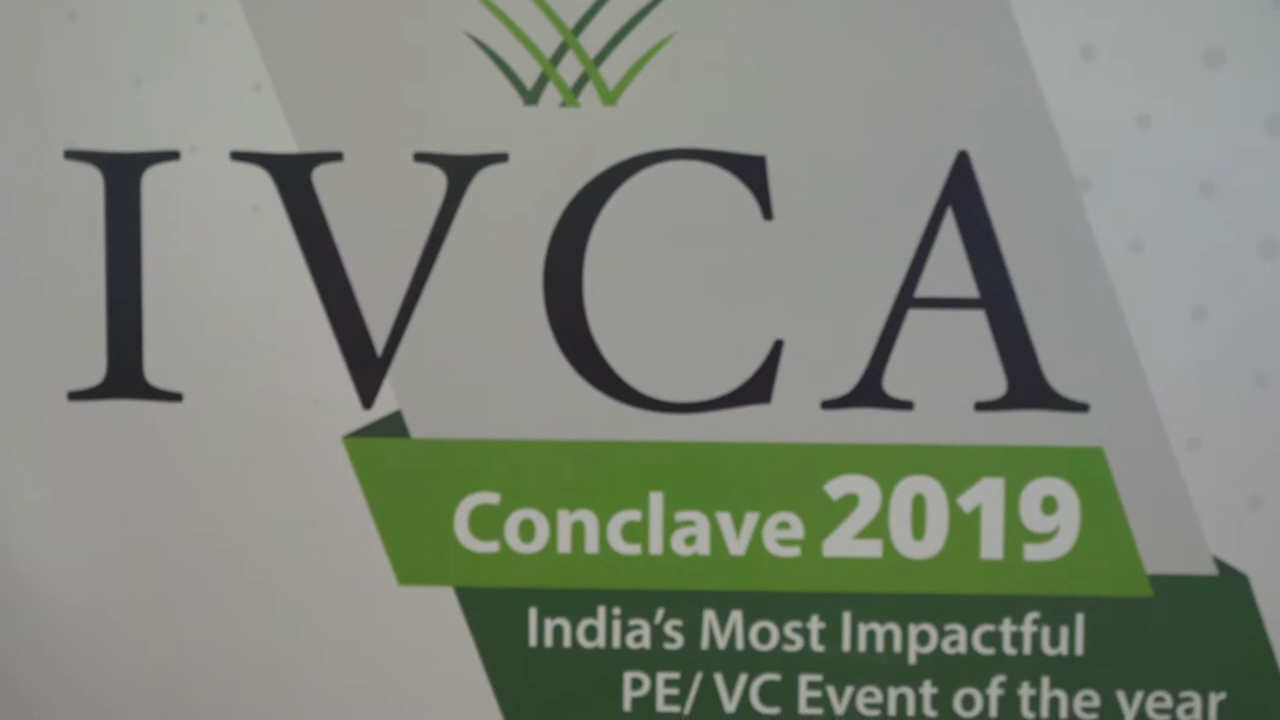 IVCA
Conclave 2019
India's Most Impactful
PE/ VC Event of the year